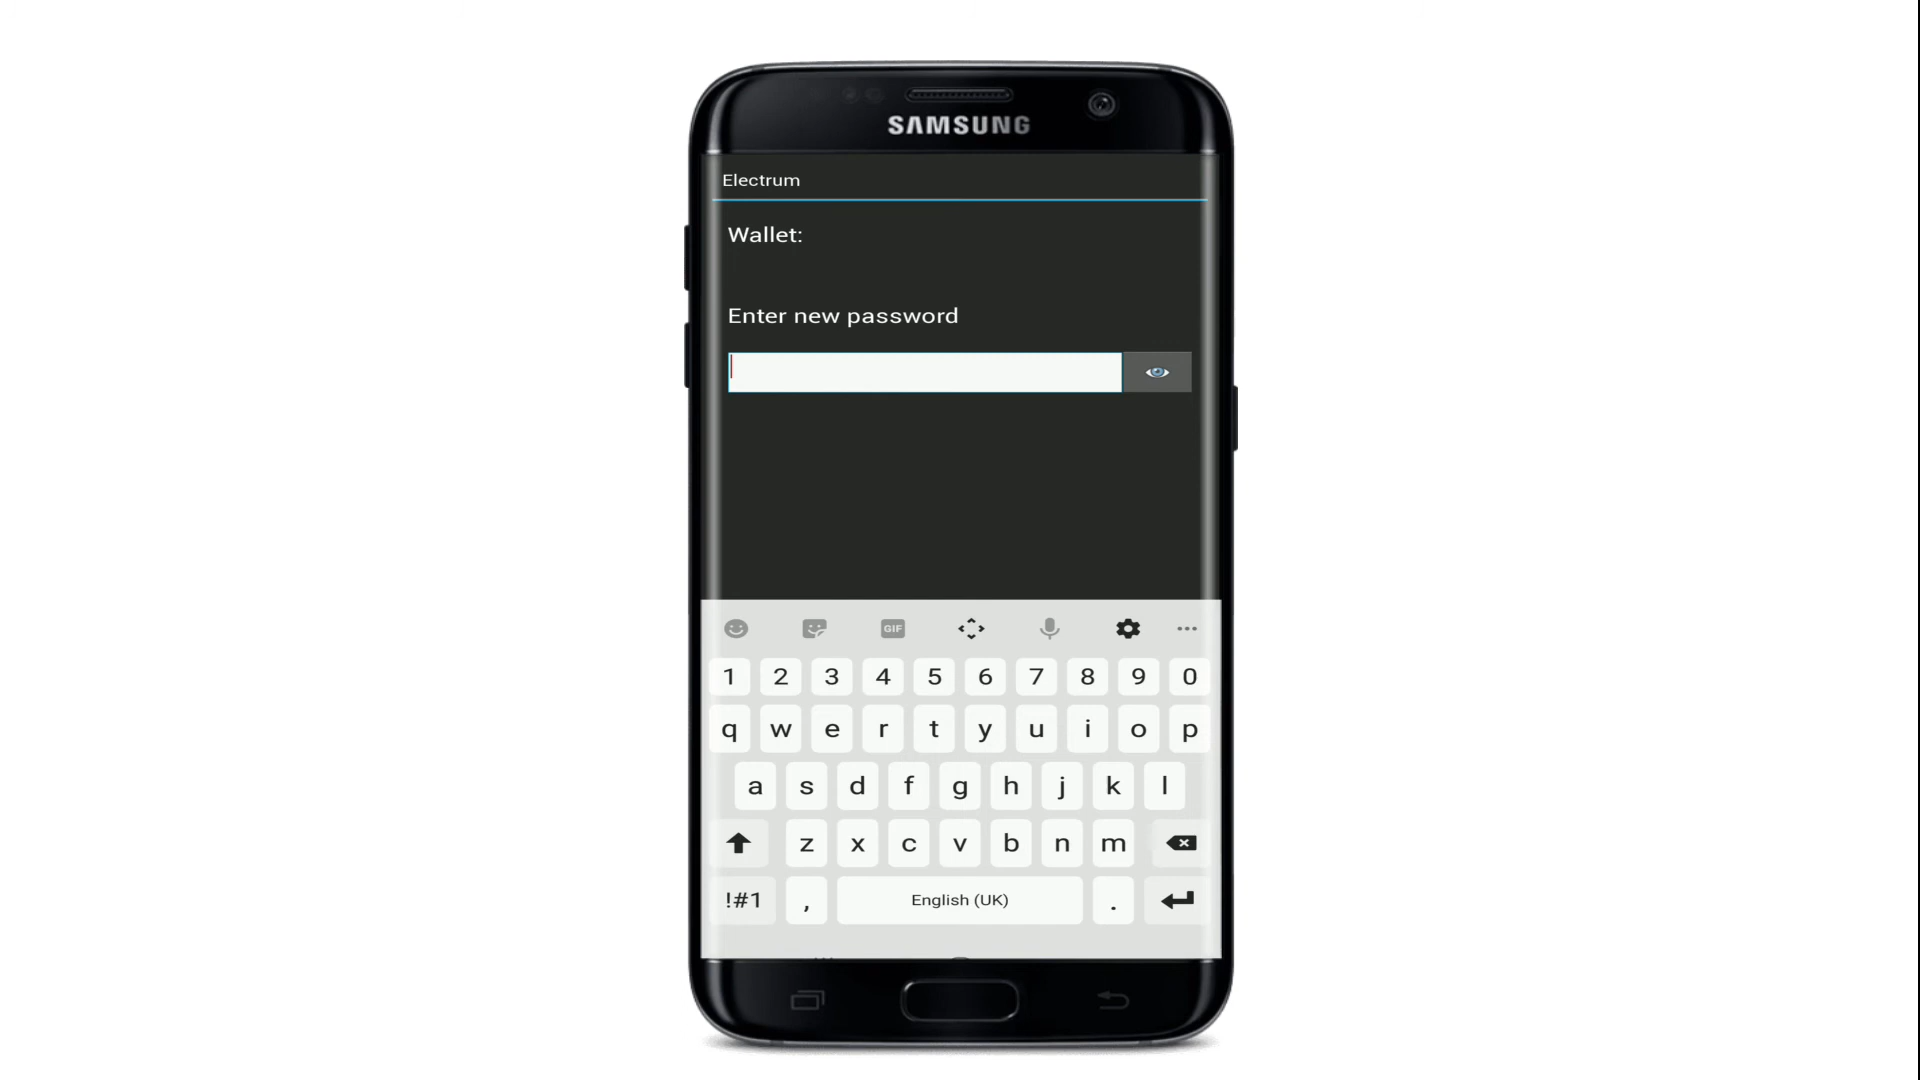 SAMSUNG
Electrum
Wallet:
Enter new password
GIF
1 2 3 4 5 6 7 8 9 0
q w e r t y u i o p
a s d f g h j k l
z x c v b n m
!#1 , English (UK) .